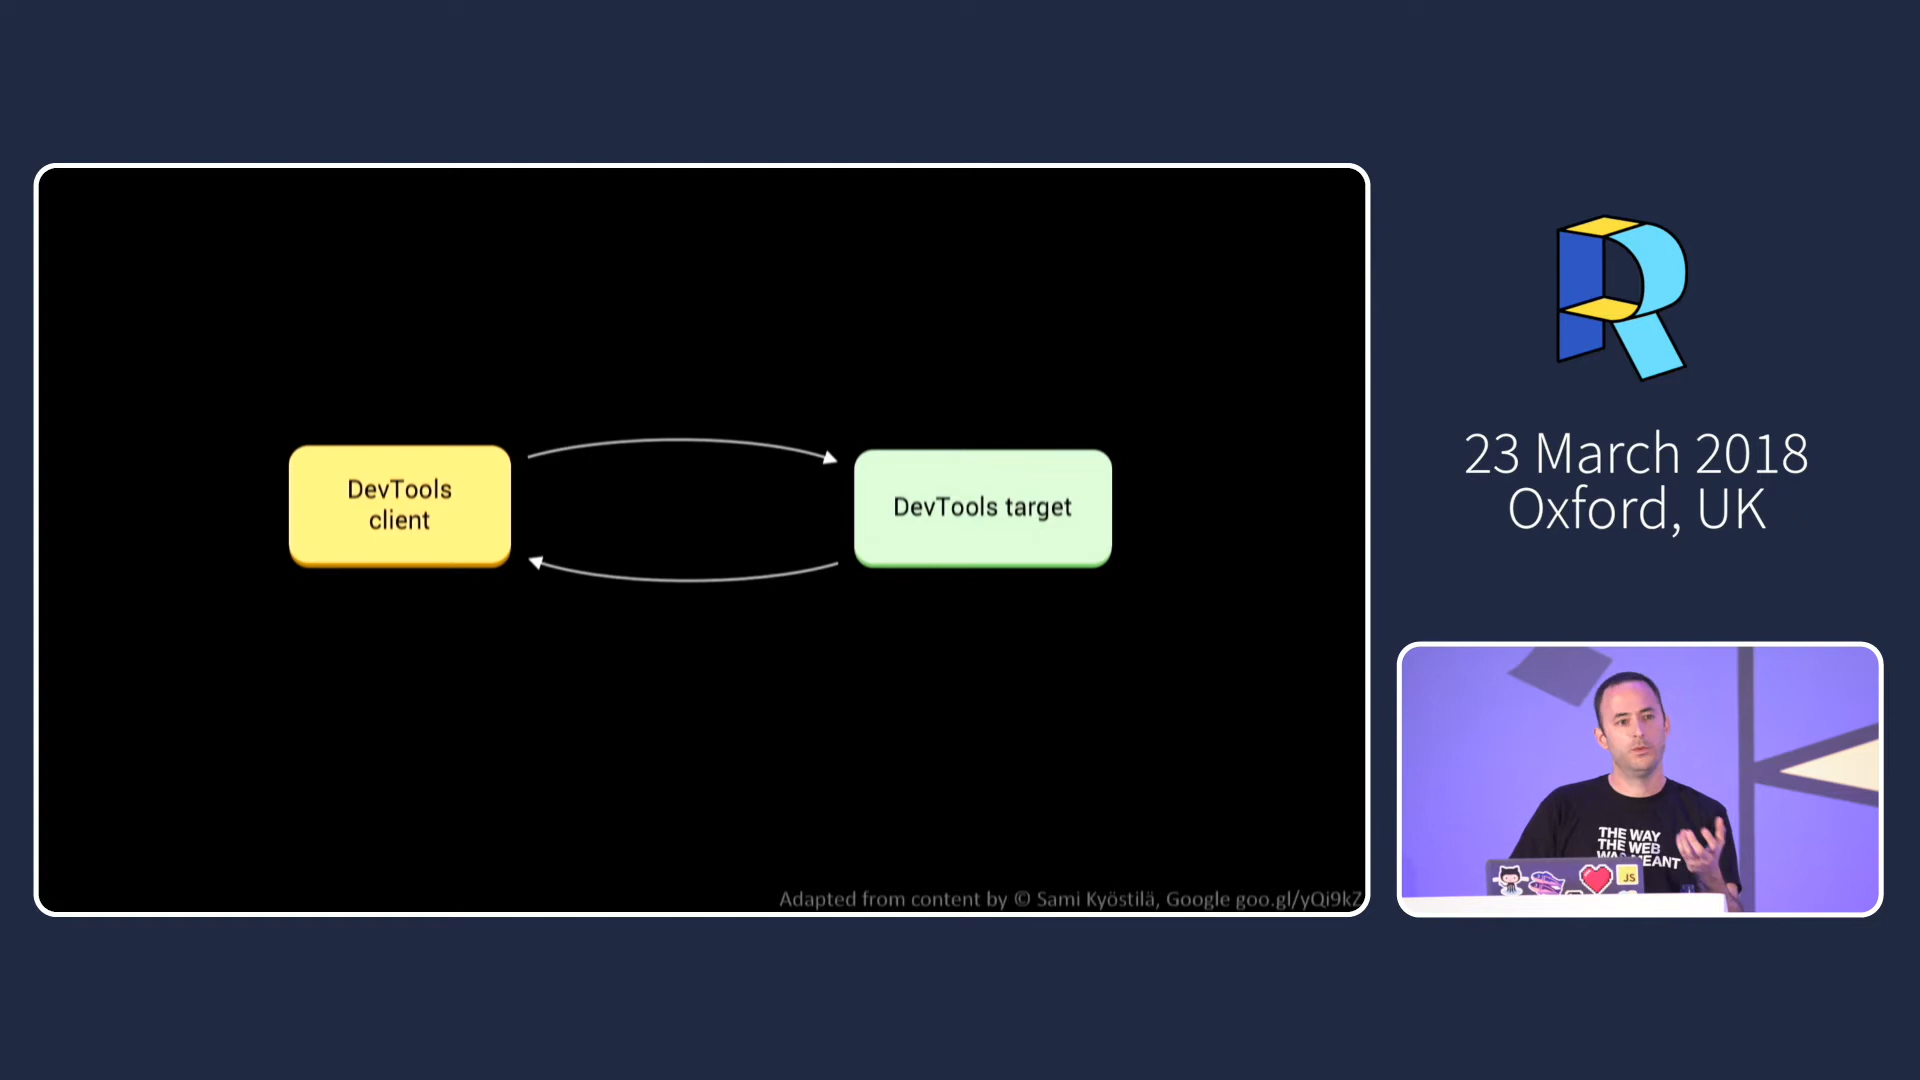 DevTools
client
DevTools target
Adapted from content by © Sami Kyöstilä, Google goo.gl/yQi9kZ
23 March 2018
Oxford, UK
THE WAY
THE WEB
WAS MEANT
JS